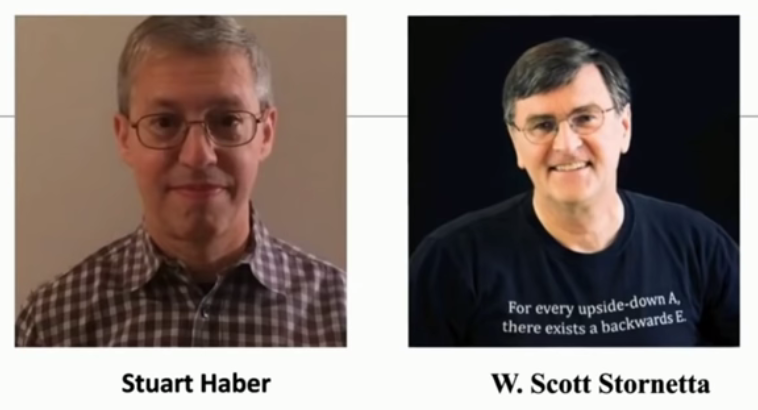 For every upside-down A,
there exists a backwards E.
Stuart Haber
W. Scott Stornetta